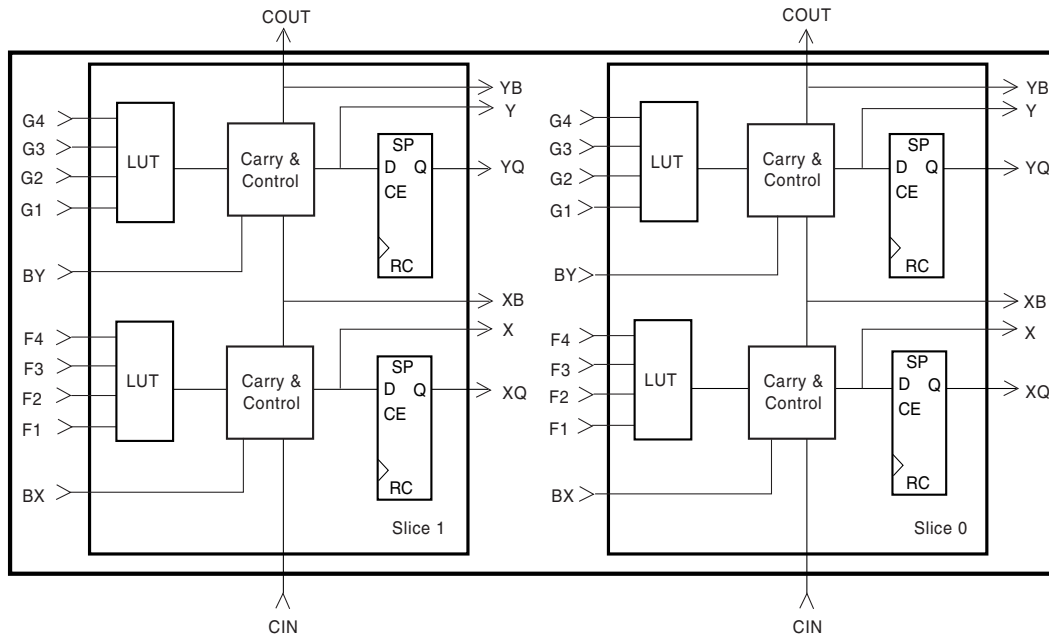 COUT
YB
Y
G4
G3
G2
G1
LUT
Carry &
Control
SP
D Q
CE
RC
YQ
BY
XB
X
F4
F3
F2
F1
LUT
Carry &
Control
SP
D Q
CE
RC
XQ
BX
Slice 1
CIN
COUT
YB
Y
G4
G3
G2
G1
LUT
Carry &
Control
SP
D Q
CE
RC
YQ
BY
XB
X
F4
F3
F2
F1
LUT
Carry &
Control
SP
D Q
CE
RC
XQ
BX
Slice 0
CIN